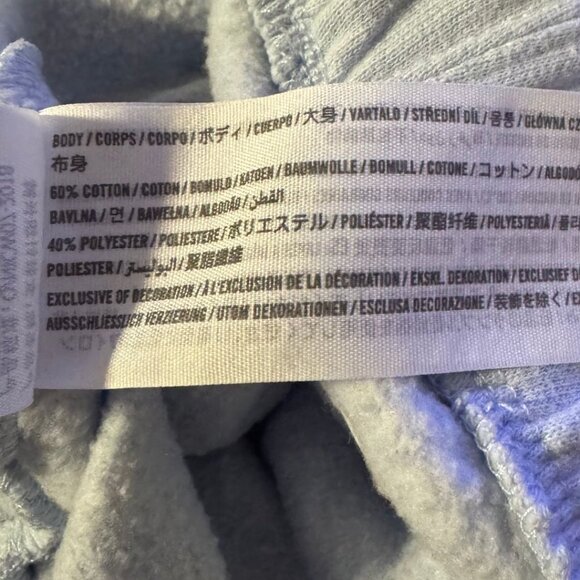 BODY / CORPS / CORPO / ボディ / CUERPO / 大身 / VARTALO / STŘEDNÍ DÍL / 몸통 / GŁÓWNA CZ
布身
60% COTTON / COTON / BOMULD / KATOEN / BAUMWOLLE / BOMULL / COTONE / コットン / ALGODÓ
BAVLNA / 면 / BAWEŁNA / ALGODÃO / القطن
40% POLYESTER / POLIESTERE / ポリエステル / POLIÉSTER / 聚酯纤维 / POLYESTERIÄ / 폴리
POLIESTER / البوليستر / 聚脂纖維
EXCLUSIVE OF DECORATION / À L'EXCLUSION DE LA DÉCORATION / EKSKL. DEKORATION / EXCLUSIEF O
AUSSCHLIESSLICH VERZIERUNG / UTOM DEKORATIONEN / ESCLUSA DECORAZIONE / 装飾を除く / E